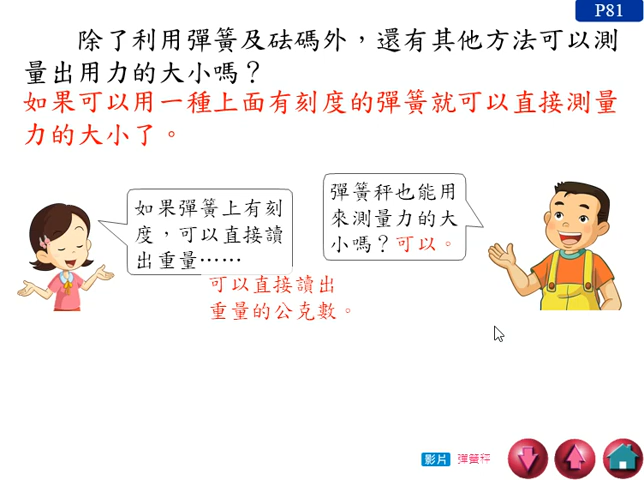 P81
除了利用彈簧及砝碼外，還有其他方法可以測
量出用力的大小嗎？
如果可以用一種上面有刻度的彈簧就可以直接測量
力的大小了。
如果彈簧上有刻
度，可以直接讀
出重量……
可以直接讀出
重量的公克數。
彈簧秤也能用
來測量力的大
小嗎？可以。
影片 彈簧秤